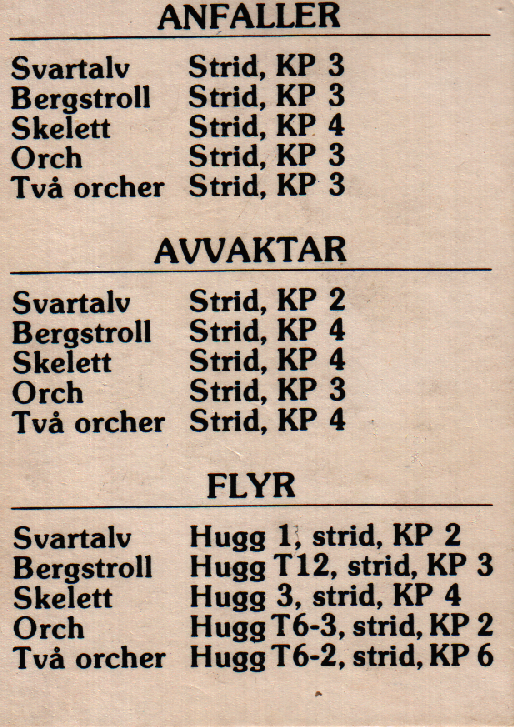 ANFALLER
Svartalv Strid, KP 3
Bergstroll Strid, KP 3
Skelett Strid, KP 4
Orch Strid, KP 3
Två orcher Strid, KP 3
AVVAKTAR
Svartalv Strid, KP 2
Bergstroll Strid, KP 4
Skelett Strid, KP 4
Orch Strid, KP 3
Två orcher Strid, KP 4
FLYR
Svartalv Hugg 1, strid, KP 2
Bergstroll Hugg T12, strid, KP 3
Skelett Hugg 3, strid, KP 4
Orch Hugg T6-3, strid, KP 2
Två orcher Hugg T6-2, strid, KP 6